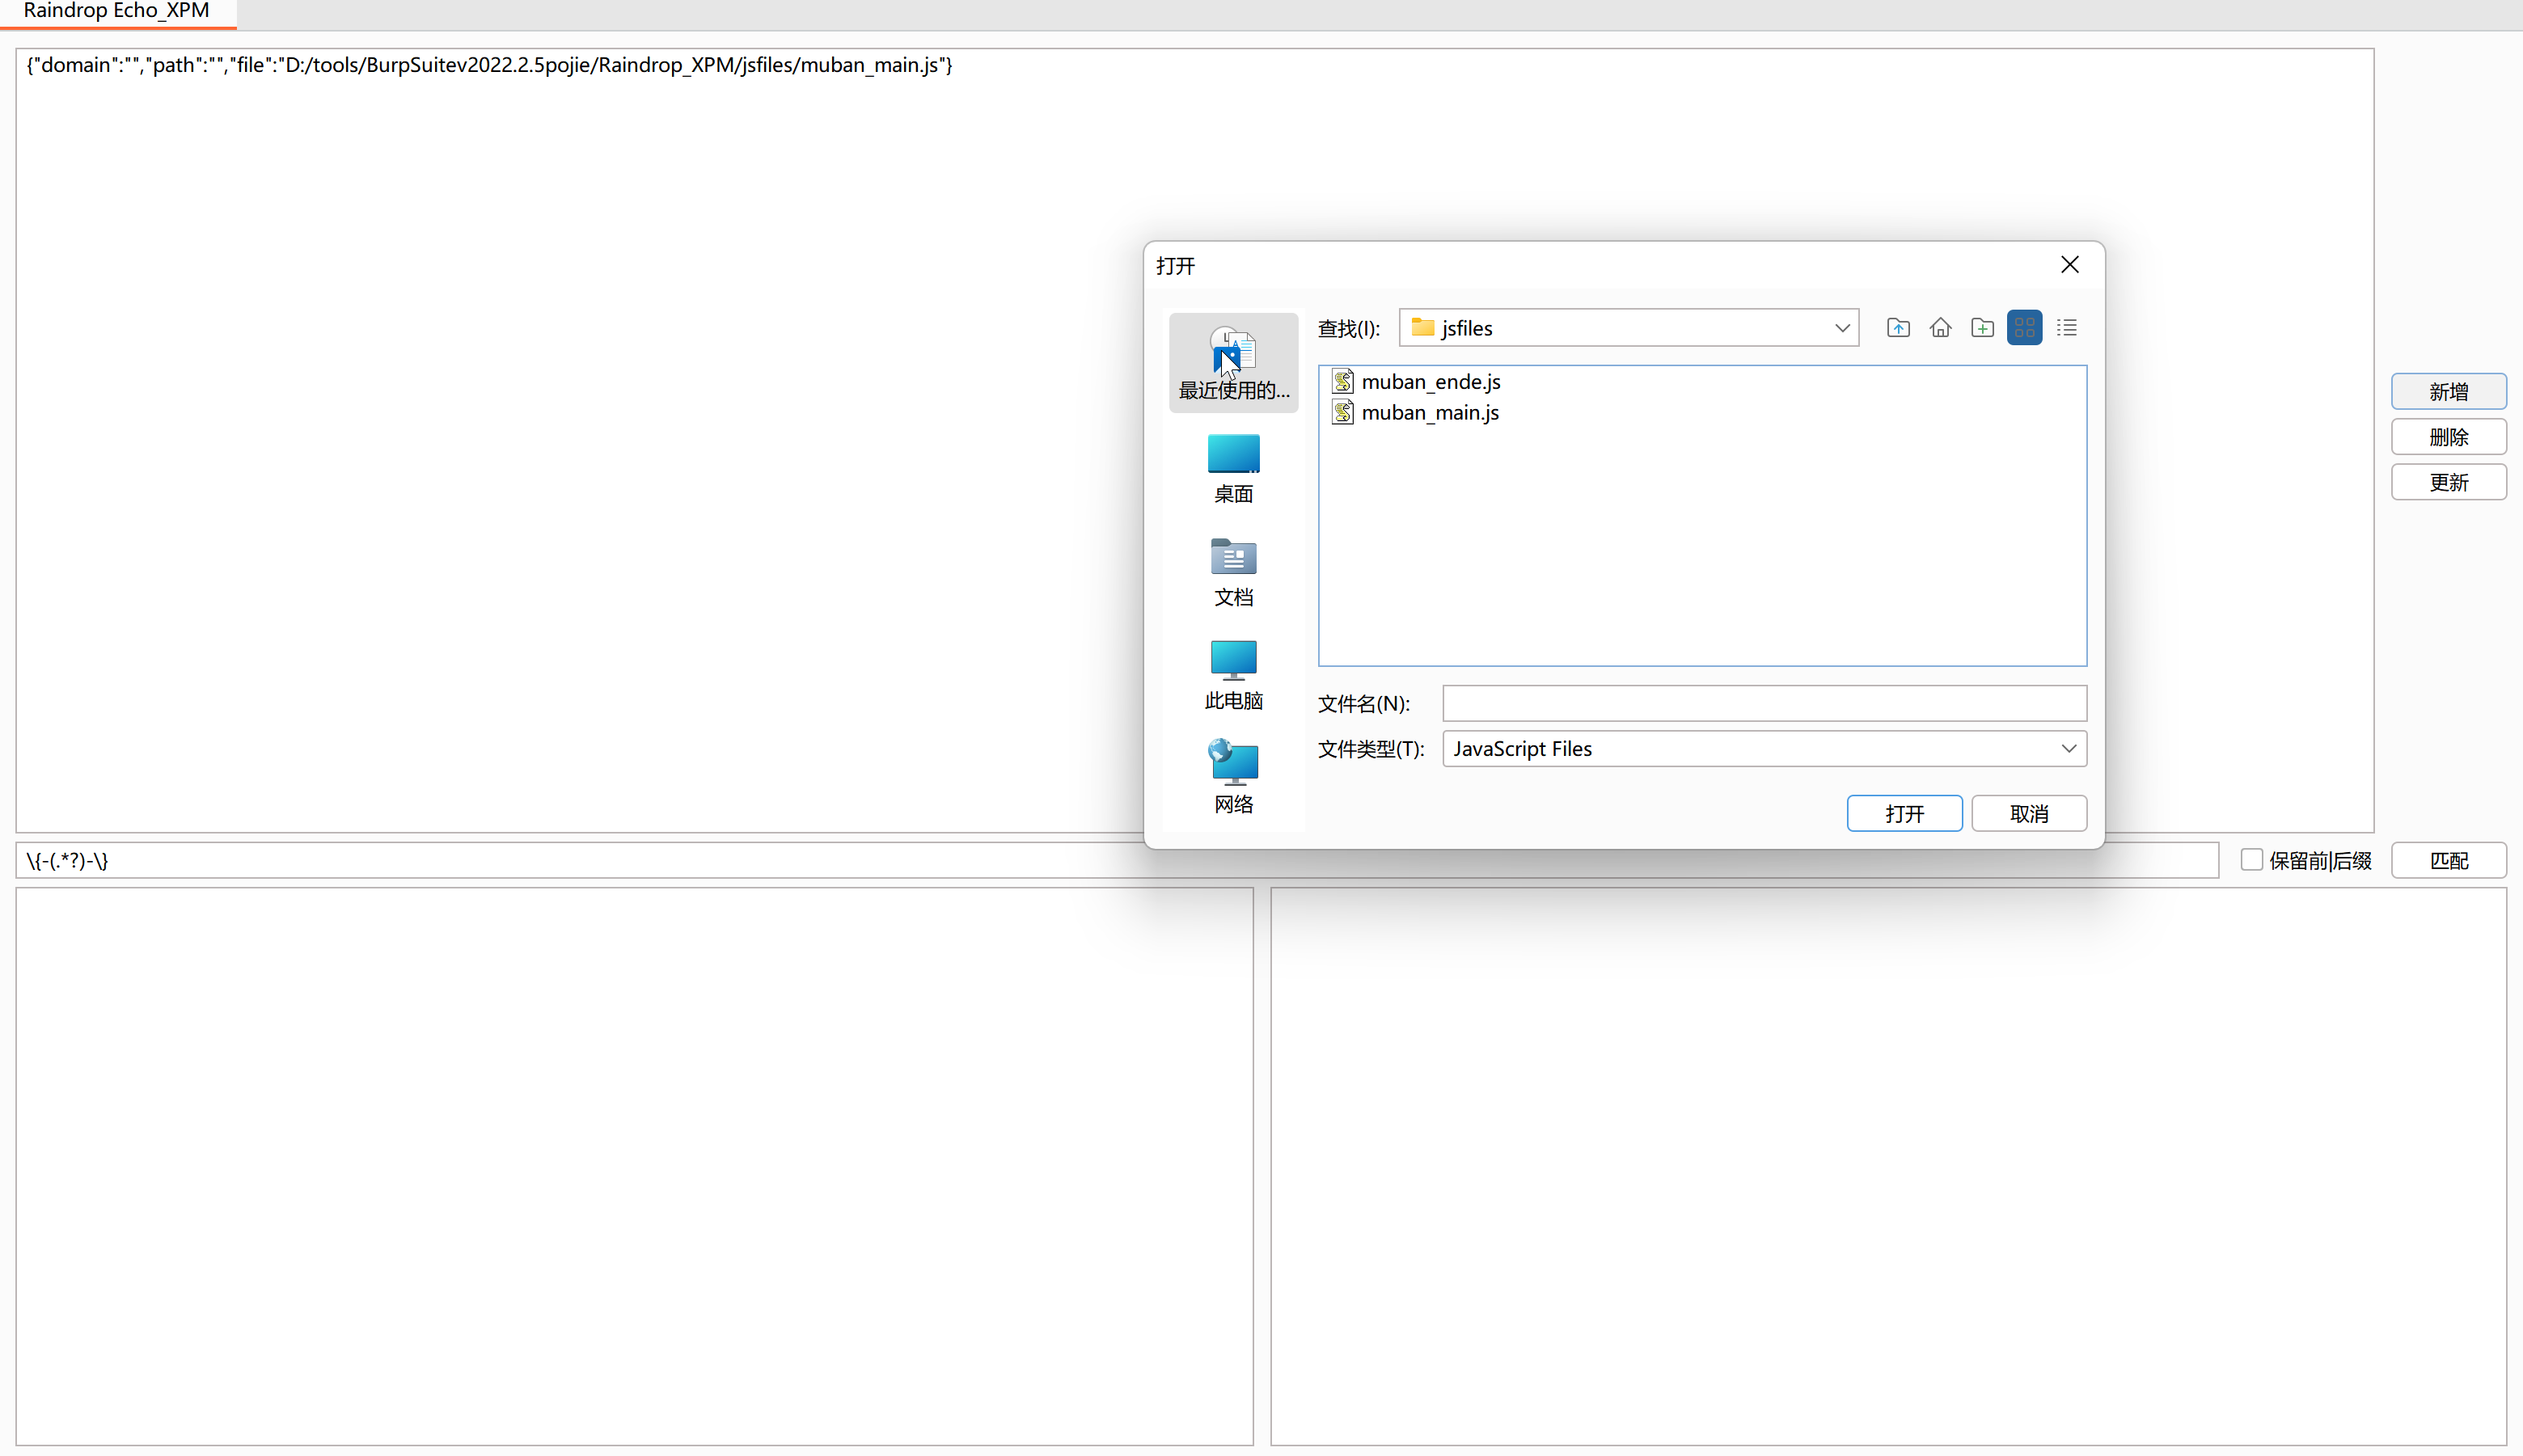 Raindrop Echo_XPM
{"domain":"","path":"","file":"D:/tools/BurpSuitev2022.2.5pojie/Raindrop_XPM/jsfiles/muban_main.js"}
打开
查找(I):
jsfiles
最近使用的...
muban_ende.js
muban_main.js
桌面
文档
此电脑
网络
文件名(N):
文件类型(T):
JavaScript Files
打开
取消
新增
删除
更新
\{-(.*?)-\}
保留前|后缀
匹配